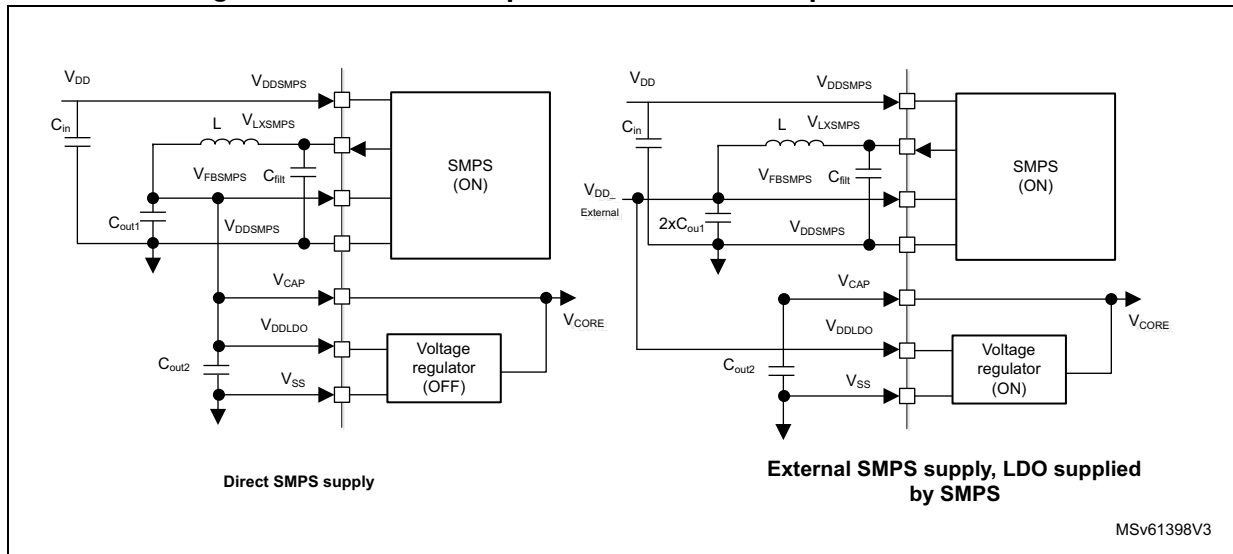 VDD
VDDSMPS
Cin
L
VLXSMPS
SMPS
(ON)
VFBSMPS
Cfilt
Cout1
VDDSMPS
VCAP
VCORE
VDDLDO
Voltage
regulator
(OFF)
Cout2
VSS
Direct SMPS supply
VDD
VDDSMPS
Cin
L
VLXSMPS
SMPS
(ON)
VFBSMPS
Cfilt
VDD_
External
2xCou1
VDDSMPS
VCAP
VCORE
VDDLDO
Voltage
regulator
(ON)
Cout2
VSS
External SMPS supply, LDO supplied
by SMPS
MSv61398V3